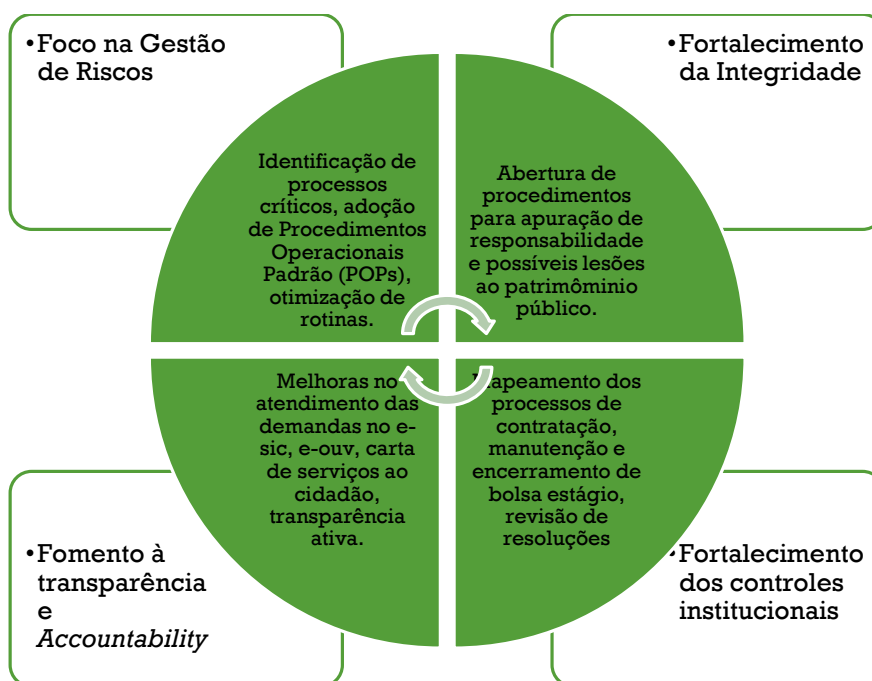 •Foco na Gestão
de Riscos
•Fortalecimento
da Integridade
Identificação de
processos
críticos, adoção
de Procedimentos
Operacionais
Padrão (POPs),
otimização de
rotinas.
Abertura de
procedimentos
para apuração de
responsabilidade
e possíveis lesões
ao patrimôminio
público.
Melhoras no
atendimento das
demandas no e-
sic, e-ouv, carta
de serviços ao
cidadão,
transparência
ativa.
Mapeamento dos
processos de
contratação,
manutenção e
encerramento de
bolsa estágio,
revisão de
resoluções
•Fomento à
transparência
e
Accountability
•Fortalecimento
dos controles
institucionais